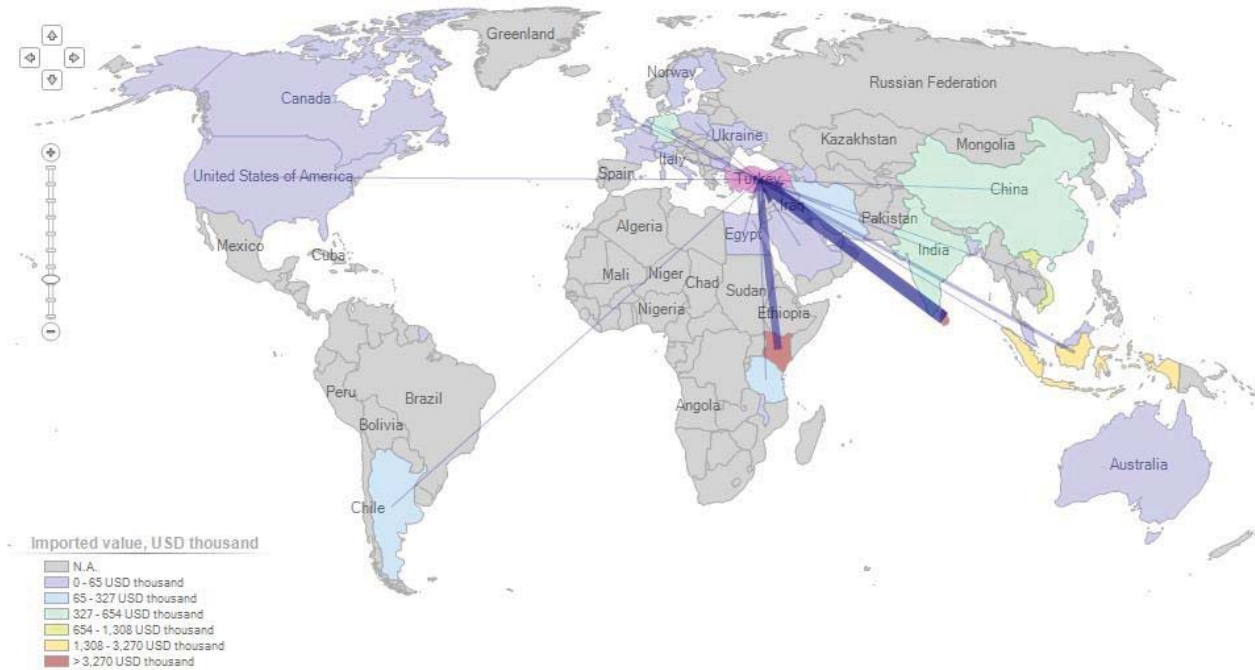 Greenland
Norway
Russian Federation
Canada
Ukraine
Kazakhstan
Mongolia
Italy
Spain
United States of America
Turkey
China
Iraq
Pakistan
Algeria
Egypt
India
Mexico
Cuba
Mali
Niger
Chad
Sudan
Nigeria
Ethiopia
Peru
Brazil
Angola
Bolivia
Australia
Chile
Imported value, USD thousand
N.A.
0 - 65 USD thousand
65 - 327 USD thousand
327 - 654 USD thousand
654 - 1,308 USD thousand
1,308 - 3,270 USD thousand
> 3,270 USD thousand